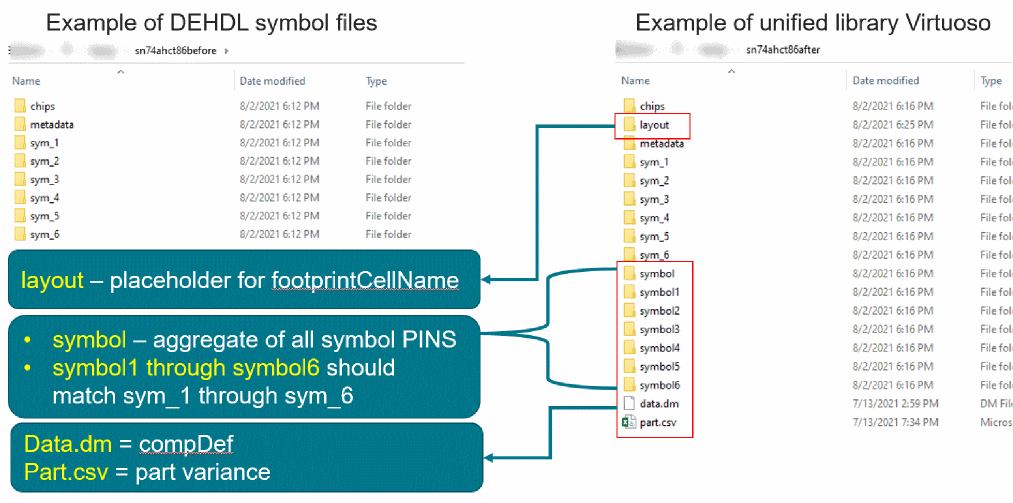 Example of DEHDL symbol files
sn74ahct86before
Name Date modified Type
chips 8/2/2021 6:12 PM File folder
metadata 8/2/2021 6:12 PM File folder
sym_1 8/2/2021 6:12 PM File folder
sym_2 8/2/2021 6:12 PM File folder
sym_3 8/2/2021 6:12 PM File folder
sym_4 8/2/2021 6:12 PM File folder
sym_5 8/2/2021 6:12 PM File folder
sym_6 8/2/2021 6:12 PM File folder
layout – placeholder for footprintCellName
• symbol – aggregate of all symbol PINS
• symbol1 through symbol6 should
match sym_1 through sym_6
Data.dm = compDef
Part.csv = part variance
Example of unified library Virtuoso
sn74ahct86after
Name Date modified Type
chips 8/2/2021 6:16 PM File fol
layout 8/2/2021 6:25 PM File fol
metadata 8/2/2021 6:16 PM File fol
sym_1 8/2/2021 6:16 PM File fol
sym_2 8/2/2021 6:16 PM File fol
sym_3 8/2/2021 6:16 PM File fol
sym_4 8/2/2021 6:16 PM File fol
sym_5 8/2/2021 6:16 PM File fol
sym_6 8/2/2021 6:16 PM File fol
symbol 8/2/2021 6:16 PM File fol
symbol1 8/2/2021 6:16 PM File fol
symbol2 8/2/2021 6:16 PM File fol
symbol3 8/2/2021 6:16 PM File fol
symbol4 8/2/2021 6:16 PM File fol
symbol5 8/2/2021 6:16 PM File fol
symbol6 8/2/2021 6:16 PM File fol
data.dm 7/13/2021 2:59 PM DM File
part.csv 7/13/2021 7:34 PM Micros